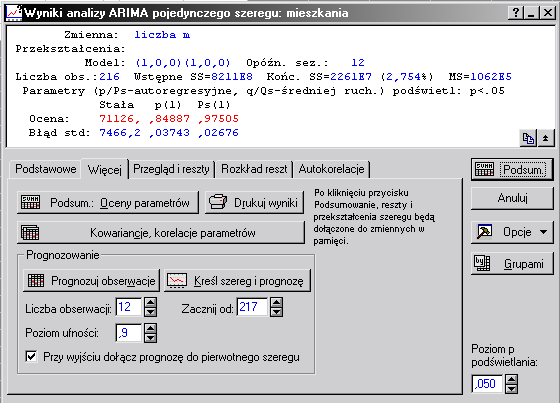 Wyniki analizy ARIMA pojedynczego szeregu: mieszkania
Zmienna: liczba m
Przekształcenia:
Model: (1,0,0)(1,0,0) Opóźn. sez.: 12
Liczba obs.:216 Wstępne SS=8211E8 Końc. SS=2261E7 (2,754%) MS=1062E5
Parametry (p/Ps-autoregresyjne, q/Qs-średniej ruch.) podświetl: p<.05
Stała p(1) Ps(1)
Ocena: 71126, ,84887 ,97505
Błąd std: 7466,2 ,03743 ,02676
Podstawowe Więcej Przegląd i reszty Rozkład reszt Autokorelacje
Podsum.: Oceny parametrów Drukuj wyniki
Kowariancje, korelacje parametrów
Po kliknięciu przycisku
Podsumowanie, reszty i
przekształcenia szeregu będą
dołączone do zmiennych w
pamięci.
Prognozowanie
Prognozuj obserwacje Kreśl szereg i prognozę
Liczba obserwacji: 12 Zacznij od: 217
Poziom ufności: ,9
Przy wyjściu dołącz prognozę do pierwotnego szeregu
Podsum.
Anuluj
Opcje
Grupami
Poziom p
podświetlania:
,050